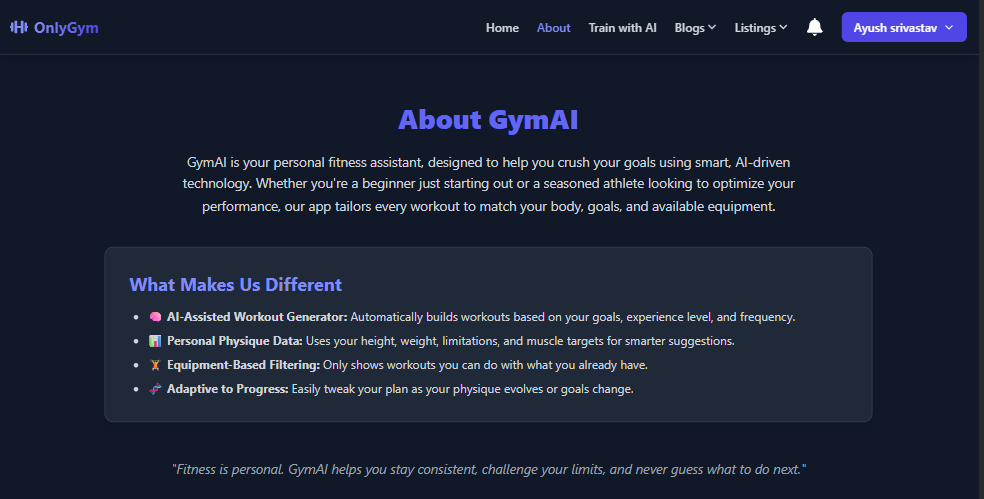 OnlyGym
Home About Train with AI Blogs Listings Ayush srivastav
About GymAI
GymAI is your personal fitness assistant, designed to help you crush your goals using smart, AI-driven
technology. Whether you're a beginner just starting out or a seasoned athlete looking to optimize your
performance, our app tailors every workout to match your body, goals, and available equipment.
What Makes Us Different
• 🧠 AI-Assisted Workout Generator: Automatically builds workouts based on your goals, experience level, and frequency.
• 📊 Personal Physique Data: Uses your height, weight, limitations, and muscle targets for smarter suggestions.
• 🏋️ Equipment-Based Filtering: Only shows workouts you can do with what you already have.
• 🧬 Adaptive to Progress: Easily tweak your plan as your physique evolves or goals change.
"Fitness is personal. GymAI helps you stay consistent, challenge your limits, and never guess what to do next."